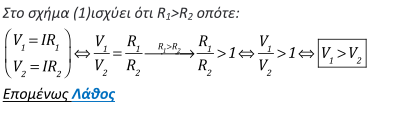 Στο σχήμα (1)ισχύει ότι R₁>R₂ οπότε:
(V₁=IR₁
V₂=IR₂) ⇔ V₁/V₂ = R₁/R₂ —R₁>R₂→ R₁/R₂ >1⇔ V₁/V₂ >1⇔ V₁>V₂
Επομένως Λάθος